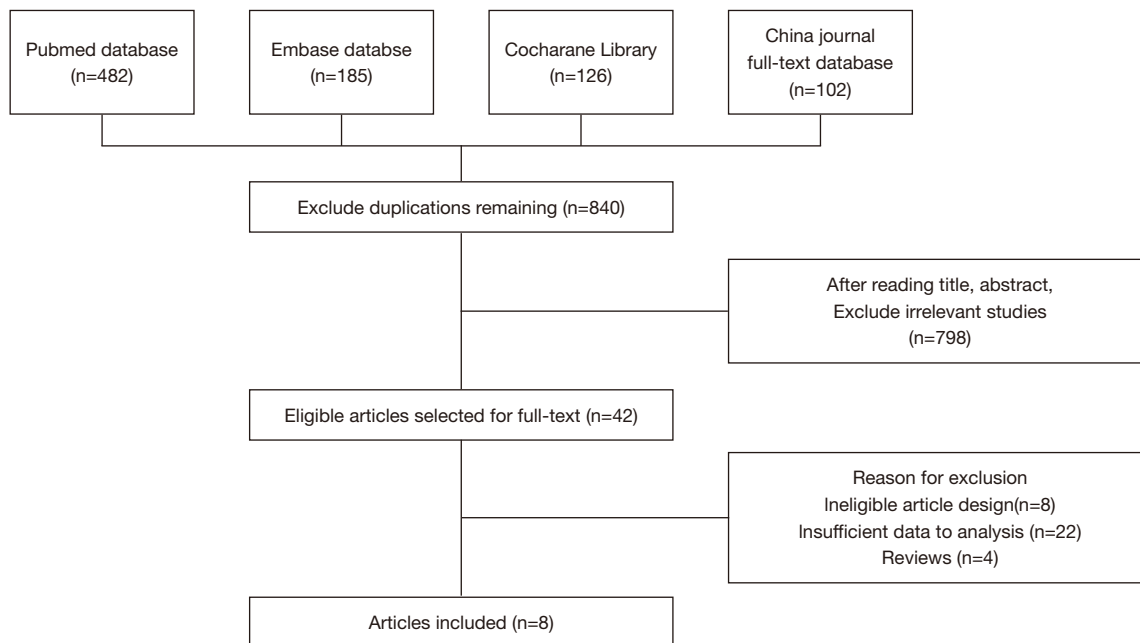 Pubmed database
(n=482)
Embase databse
(n=185)
Cocharane Library
(n=126)
China journal
full-text database
(n=102)
Exclude duplications remaining (n=840)
After reading title, abstract,
Exclude irrelevant studies
(n=798)
Eligible articles selected for full-text (n=42)
Reason for exclusion
Ineligible article design(n=8)
Insufficient data to analysis (n=22)
Reviews (n=4)
Articles included (n=8)